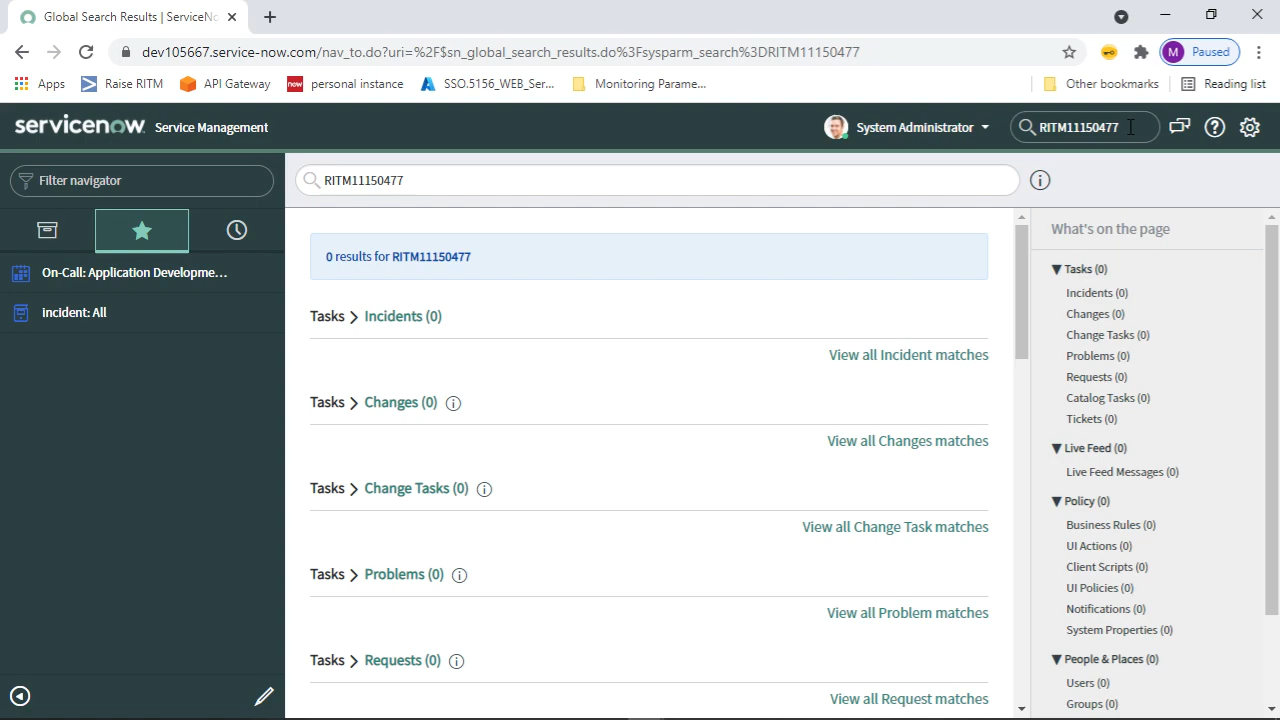 Global Search Results | ServiceNo
dev105667.service-now.com/nav_to.do?uri=%2F$sn_global_search_results.do%3Fsysparm_search%3DRITM11150477
M Paused
Apps
Raise RITM
API Gateway
now personal instance
SSO.5156_WEB_Ser...
Monitoring Parame...
Other bookmarks
Reading list
servicenow Service Management
System Administrator
RITM11150477
Filter navigator
On-Call: Application Developme...
Incident: All
RITM11150477
0 results for RITM11150477
Tasks > Incidents (0)
View all Incident matches
Tasks > Changes (0)
View all Changes matches
Tasks > Change Tasks (0)
View all Change Task matches
Tasks > Problems (0)
View all Problem matches
Tasks > Requests (0)
View all Request matches
What's on the page
Tasks (0)
Incidents (0)
Changes (0)
Change Tasks (0)
Problems (0)
Requests (0)
Catalog Tasks (0)
Tickets (0)
Live Feed (0)
Live Feed Messages (0)
Policy (0)
Business Rules (0)
UI Actions (0)
Client Scripts (0)
UI Policies (0)
Notifications (0)
System Properties (0)
People & Places (0)
Users (0)
Groups (0)